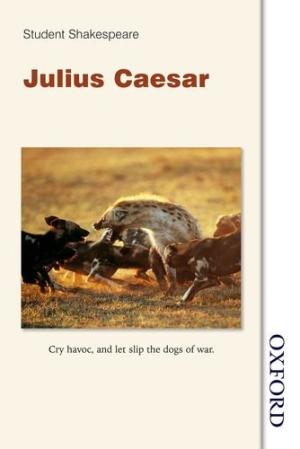 Student Shakespeare
Julius Caesar
Cry havoc, and let slip the dogs of war.
OXFORD